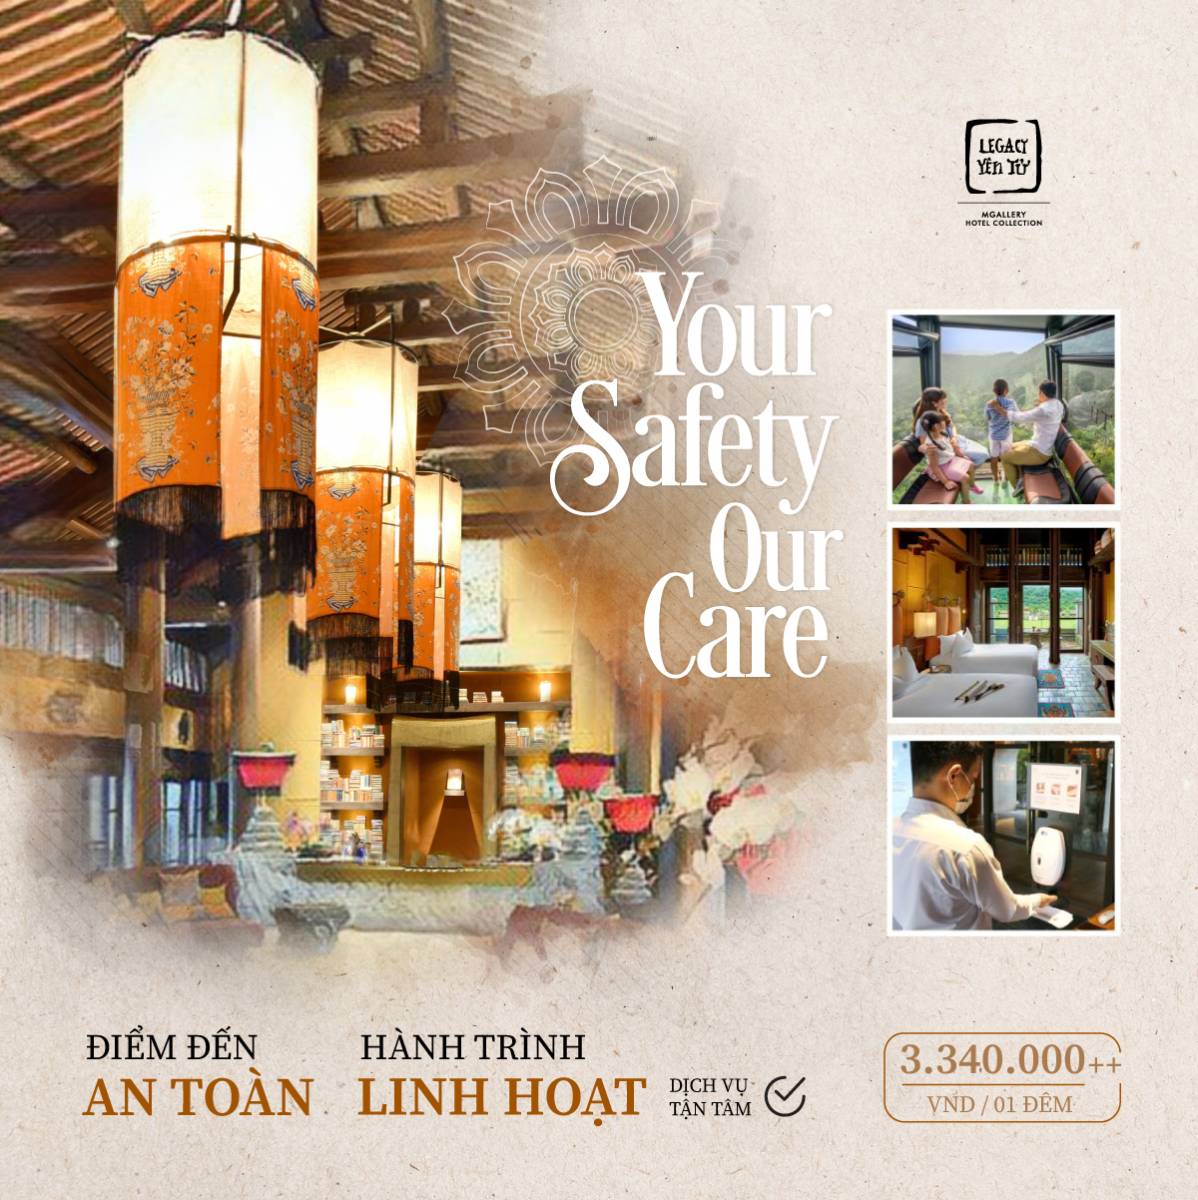 LEGACY
YÊN TỬ
MGALLERY
HOTEL COLLECTION
Your
Safety
Our
Care
ĐIỂM ĐẾN
AN TOÀN
HÀNH TRÌNH
LINH HOẠT
DỊCH VỤ
TẬN TÂM
3.340.000++
VND / 01 ĐÊM